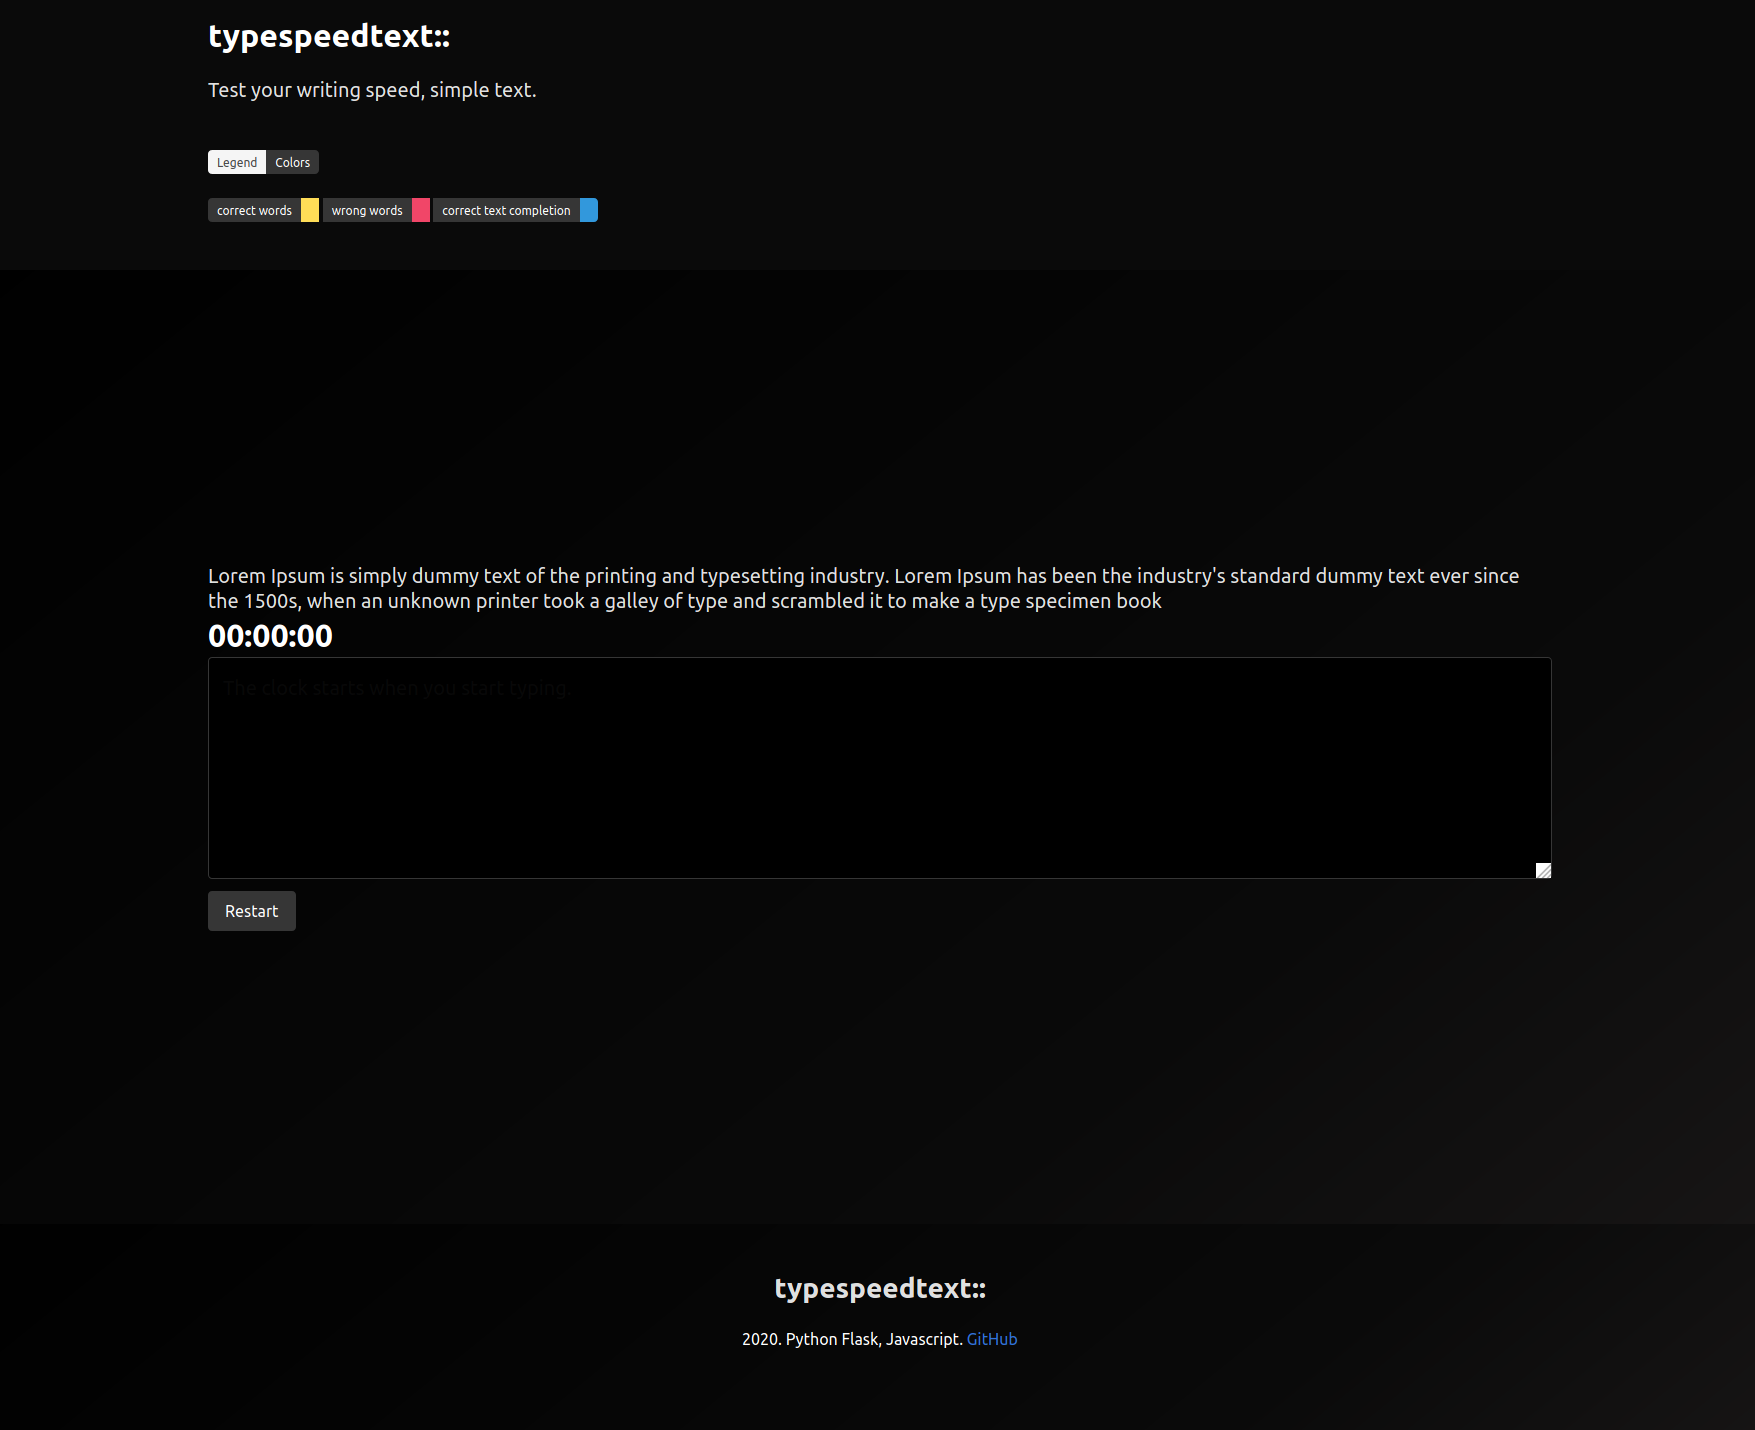 typespeedtext::
Test your writing speed, simple text.
Legend Colors
correct words wrong words correct text completion
Lorem Ipsum is simply dummy text of the printing and typesetting industry. Lorem Ipsum has been the industry's standard dummy text ever since
the 1500s, when an unknown printer took a galley of type and scrambled it to make a type specimen book
00:00:00
The clock starts when you start typing.
Restart
typespeedtext::
2020. Python Flask, Javascript. GitHub